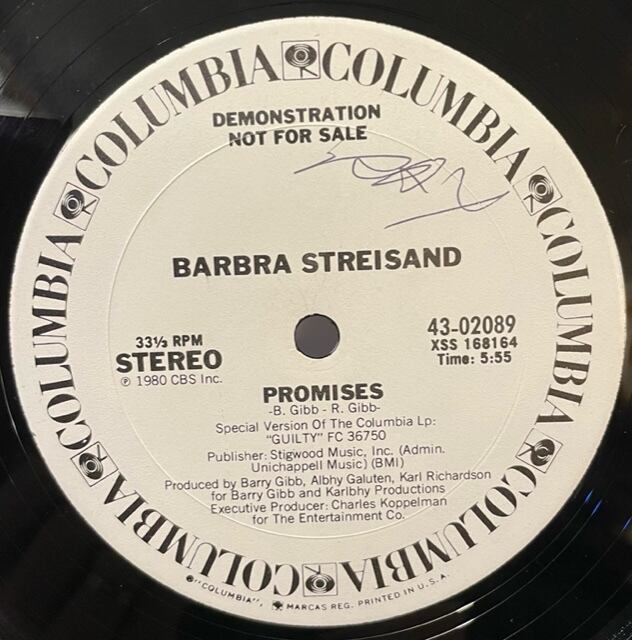 COLUMBIA COLUMBIA COLUMBIA COLUMBIA COLUMBIA COLUMBIA
DEMONSTRATION
NOT FOR SALE
BARBRA STREISAND
33⅓ RPM
STEREO
℗ 1980 CBS Inc.
43-02089
XSS 168164
Time: 5:55
PROMISES
-B. Gibb - R. Gibb-
Special Version Of The Columbia Lp:
"GUILTY" FC 36750
Publisher: Stigwood Music, Inc. (Admin.
Unichappell Music) (BMI)
Produced by Barry Gibb, Albhy Galuten, Karl Richardson
for Barry Gibb and Karlbhy Productions
Executive Producer: Charles Koppelman
for The Entertainment Co.
"COLUMBIA", MARCAS REG. PRINTED IN U.S.A.